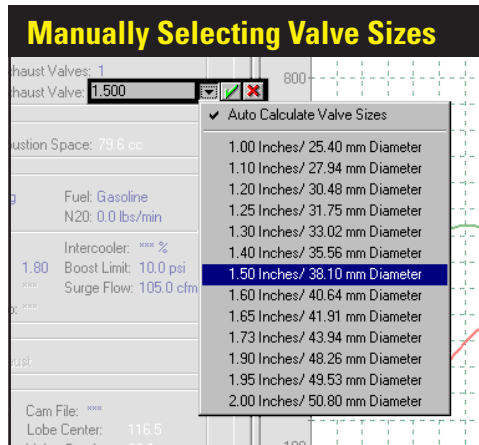 Manually Selecting Valve Sizes
xhaust Valves: 1
xhaust Valve: 1.500
800
✓ Auto Calculate Valve Sizes
ustion Space: 79.6 cc
1.00 Inches/ 25.40 mm Diameter
1.10 Inches/ 27.94 mm Diameter
1.20 Inches/ 30.48 mm Diameter
1.25 Inches/ 31.75 mm Diameter
1.30 Inches/ 33.02 mm Diameter
1.40 Inches/ 35.56 mm Diameter
1.50 Inches/ 38.10 mm Diameter
1.60 Inches/ 40.64 mm Diameter
1.65 Inches/ 41.91 mm Diameter
1.73 Inches/ 43.94 mm Diameter
1.90 Inches/ 48.26 mm Diameter
1.95 Inches/ 49.53 mm Diameter
2.00 Inches/ 50.80 mm Diameter
g Fuel: Gasoline
N20: 0.0 lbs/min
Intercooler: *** %
1.80 Boost Limit: 10.0 psi
*** Surge Flow: 105.0 cfm
o: ***
ust
Cam File: ***
Lobe Center: 116.5
100